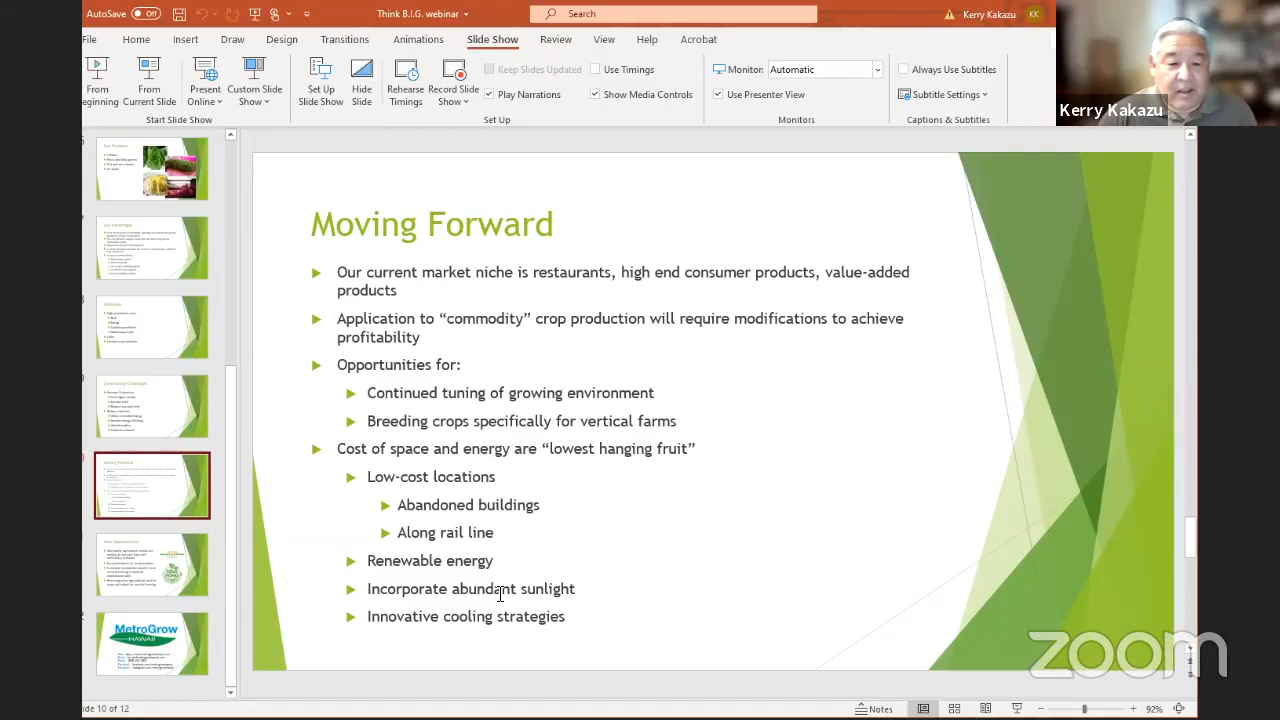 AutoSave Off Think B.I.G. webinar Search Kerry Kakazu KK
File Home Insert Draw Design Transitions Animations Slide Show Review View Help Acrobat
From Beginning
From Current Slide
Present Online
Custom Slide Show
Start Slide Show
Set Up Slide Show
Hide Slide
Rehearse Timings
Record Slide Show
Keep Slides Updated
Play Narrations
Use Timings
Show Media Controls
Set Up
Monitor: Automatic
Use Presenter View
Monitors
Always Use Subtitles
Subtitle Settings
Captions & Subtitles
Kerry Kakazu
Our Products
Overcoming Challenges
Moving Forward
MetroGrow
HAWAII
Moving Forward
Our current market niche is restaurants, high end consumer products, value-added
products
Application to “commodity” crop production will require modifications to achieve
profitability
Opportunities for:
Continued tuning of growing environment
Breeding crops specifically for vertical farms
Cost of space and energy are “lowest hanging fruit”
Low-cost locations
Abandoned buildings
Along rail line
Renewable energy
Incorporate abundant sunlight
Innovative cooling strategies
zoom
Slide 10 of 12 Notes 92%